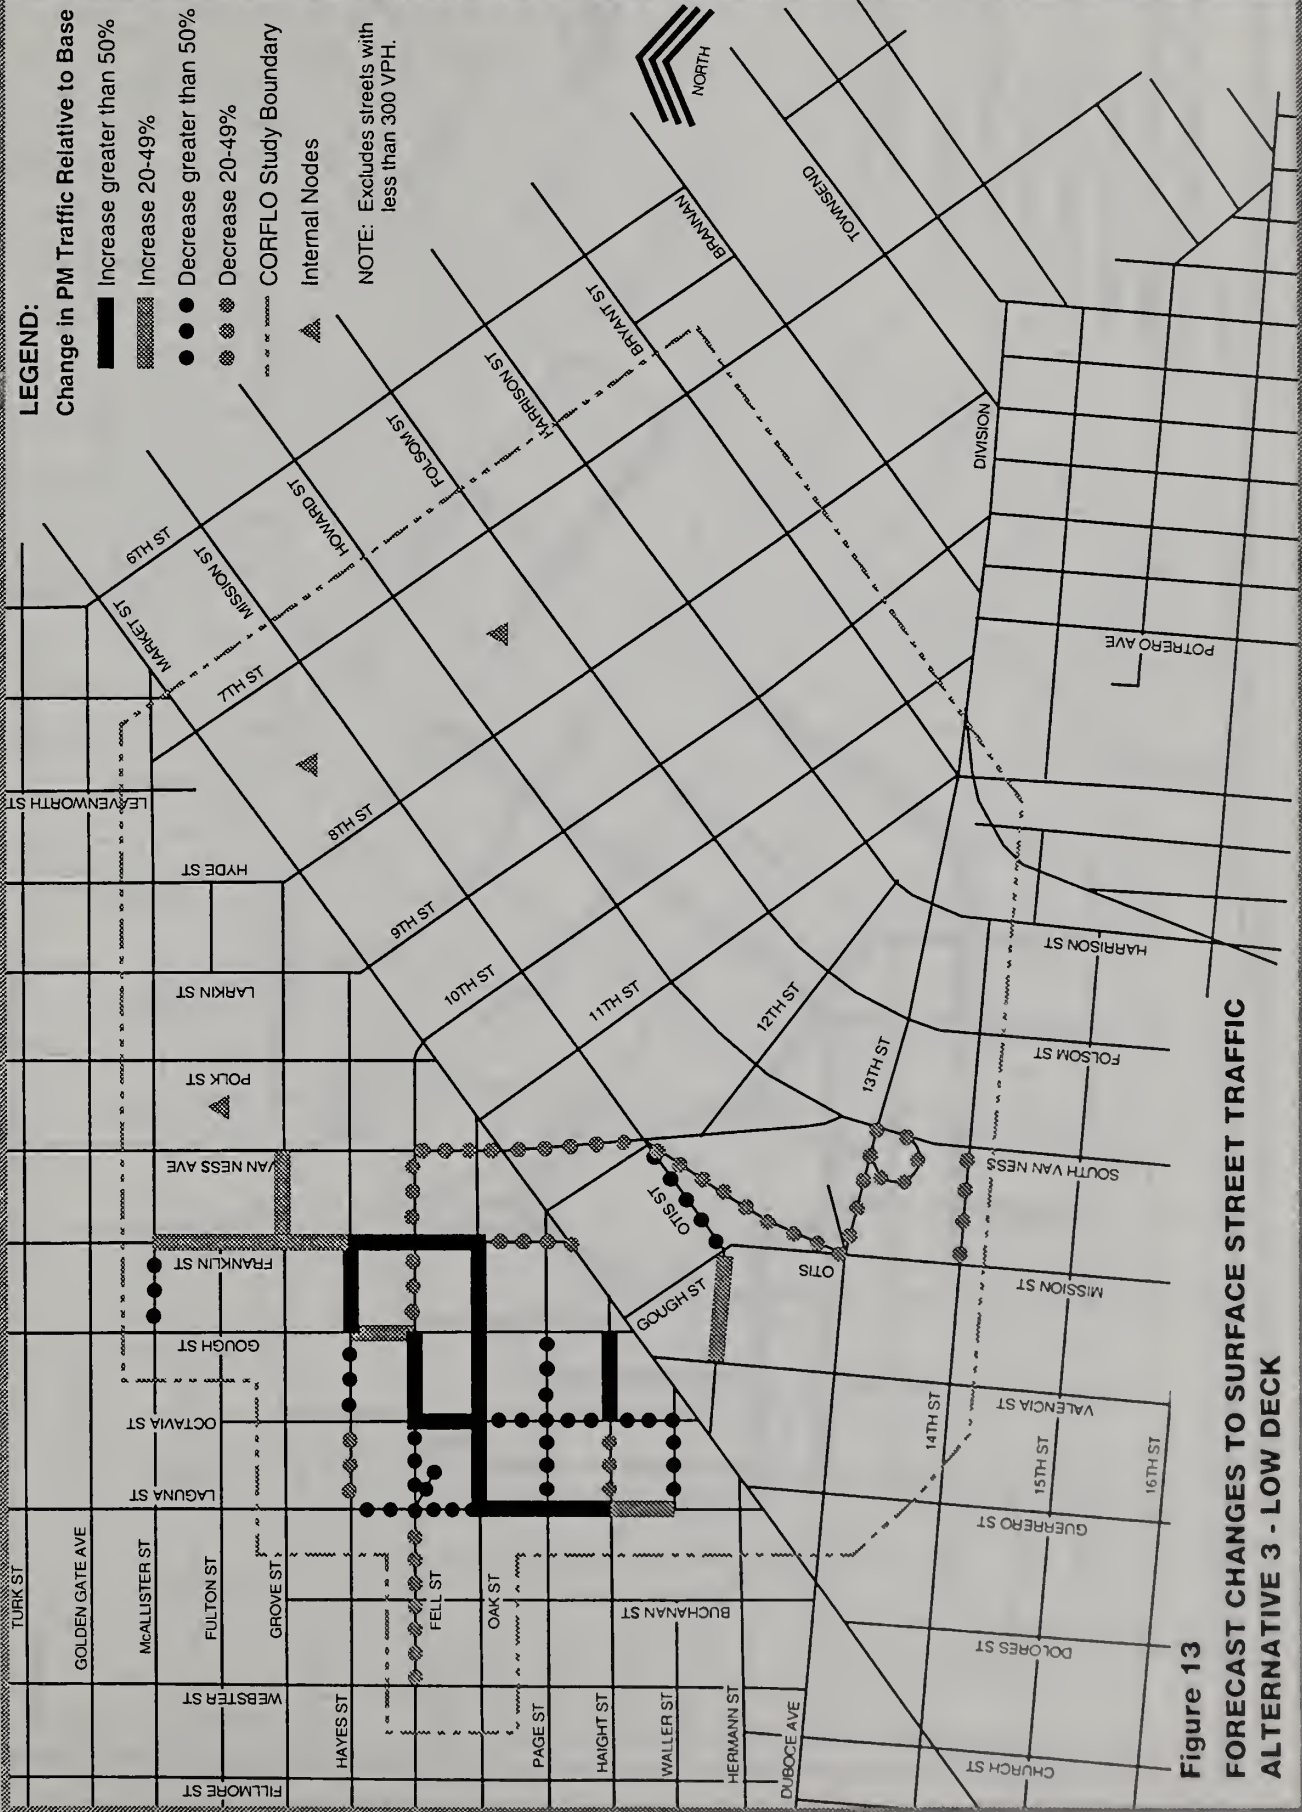 LEGEND:
Change in PM Traffic Relative to Base
Increase greater than 50%
Increase 20-49%
Decrease greater than 50%
Decrease 20-49%
CORFLO Study Boundary
Internal Nodes
NOTE: Excludes streets with
less than 300 VPH.
NORTH
TURK ST
GOLDEN GATE AVE
McALLISTER ST
FULTON ST
GROVE ST
HAYES ST
FELL ST
OAK ST
PAGE ST
HAIGHT ST
WALLER ST
HERMANN ST
DUBOCE AVE
FILLMORE ST
WEBSTER ST
BUCHANAN ST
LAGUNA ST
OCTAVIA ST
GOUGH ST
FRANKLIN ST
VAN NESS AVE
POLK ST
LARKIN ST
HYDE ST
LEAVENWORTH ST
MARKET ST
MISSION ST
HOWARD ST
FOLSOM ST
HARRISON ST
BRYANT ST
BRANNAN
TOWNSEND
6TH ST
7TH ST
8TH ST
9TH ST
10TH ST
11TH ST
12TH ST
13TH ST
OTIS ST
OTIS
GOUGH ST
DIVISION
POTRERO AVE
HARRISON ST
FOLSOM ST
SOUTH VAN NESS
MISSION ST
VALENCIA ST
GUERRERO ST
DOLORES ST
CHURCH ST
14TH ST
15TH ST
16TH ST
Figure 13
FORECAST CHANGES TO SURFACE STREET TRAFFIC
ALTERNATIVE 3 - LOW DECK